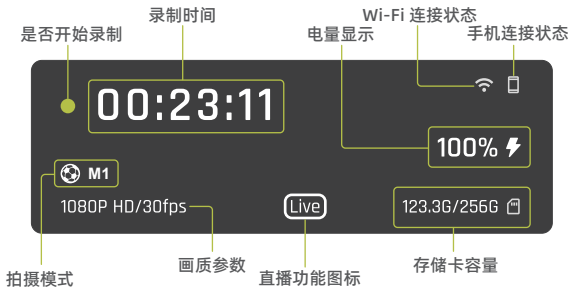 录制时间
Wi-Fi 连接状态
是否开始录制
电量显示
手机连接状态
00:23:11
100%
M1
1080P HD/30fps
Live
123.3G/256G
拍摄模式
画质参数
直播功能图标
存储卡容量